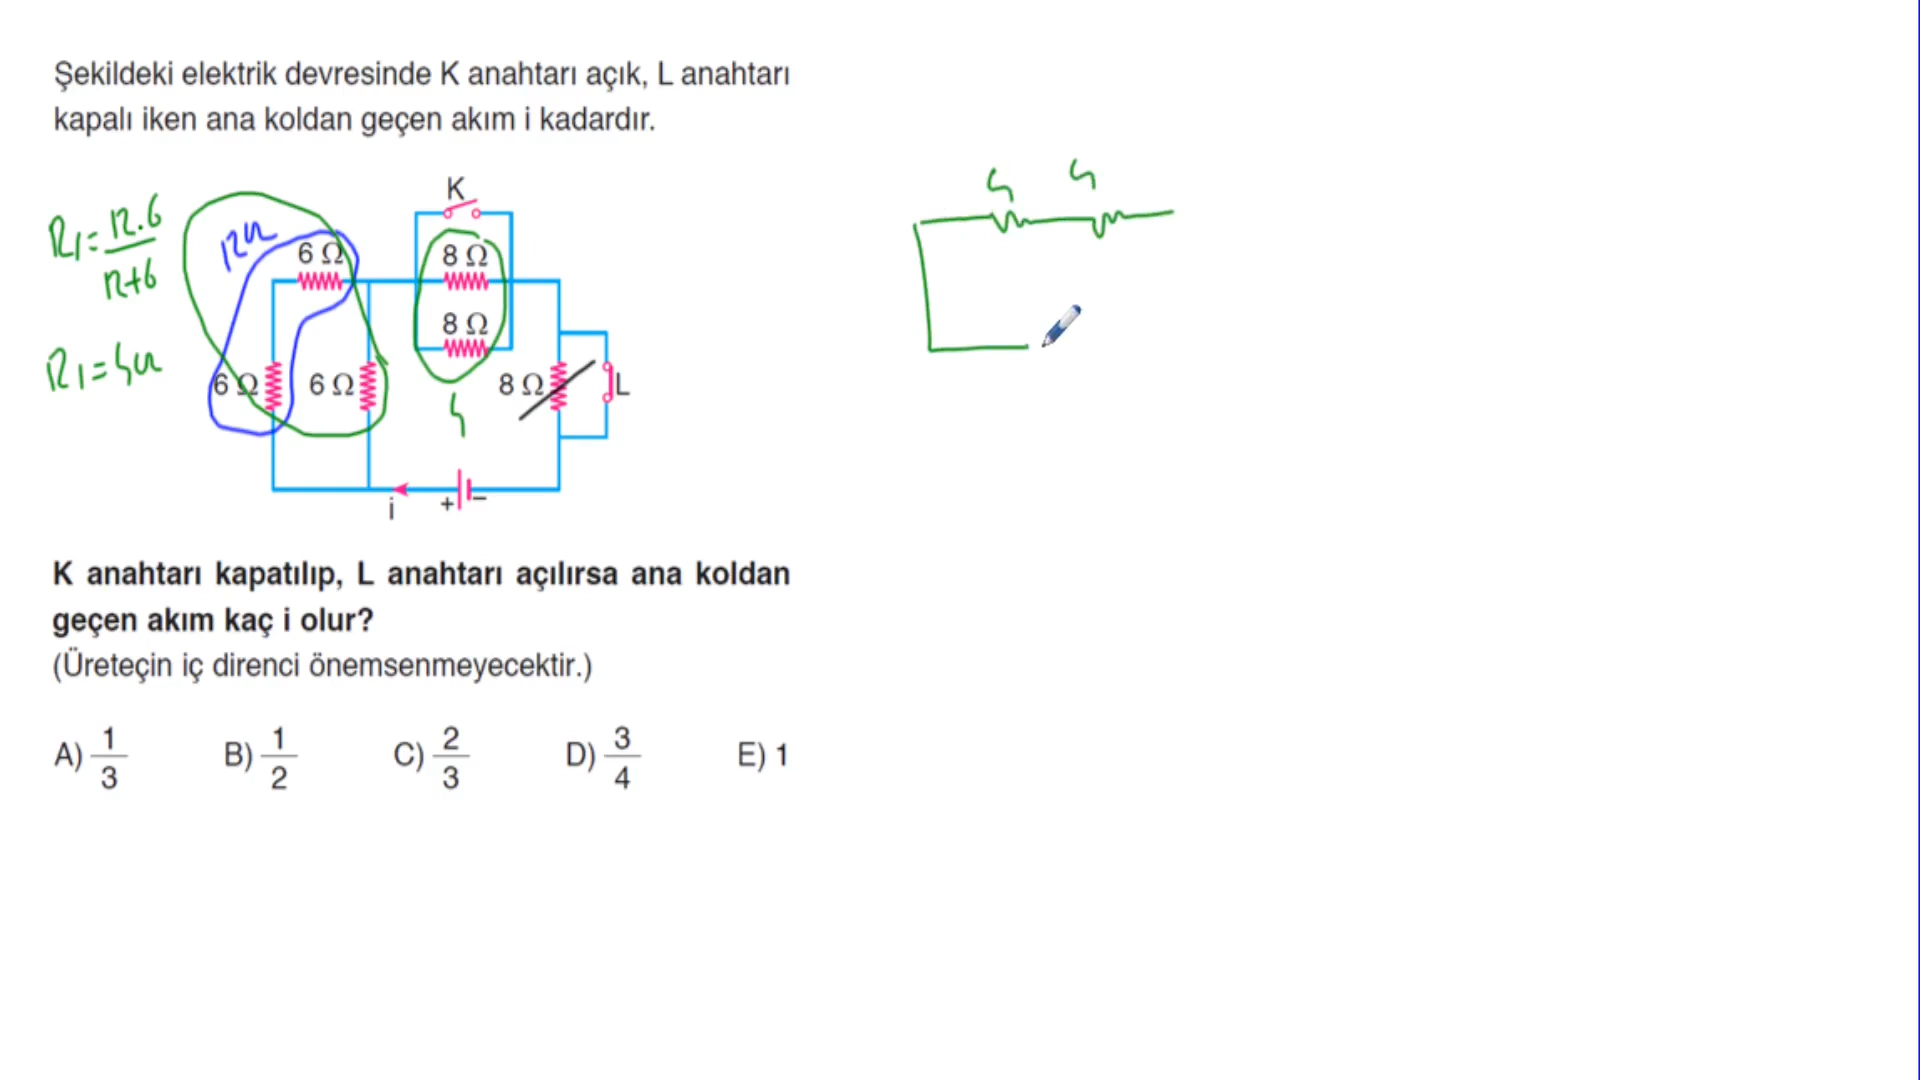 Şekildeki elektrik devresinde K anahtarı açık, L anahtarı
kapalı iken ana koldan geçen akım i kadardır.
K
R1 = 12.6
12+6
12Ω
6 Ω
8 Ω
4 4
R1 = 4Ω
8 Ω
6 Ω
6 Ω
8 Ω
L
4
i
+
−
K anahtarı kapatılıp, L anahtarı açılırsa ana koldan
geçen akım kaç i olur?
(Üreteçin iç direnci önemsenmeyecektir.)
A) 1/3 B) 1/2 C) 2/3 D) 3/4 E) 1